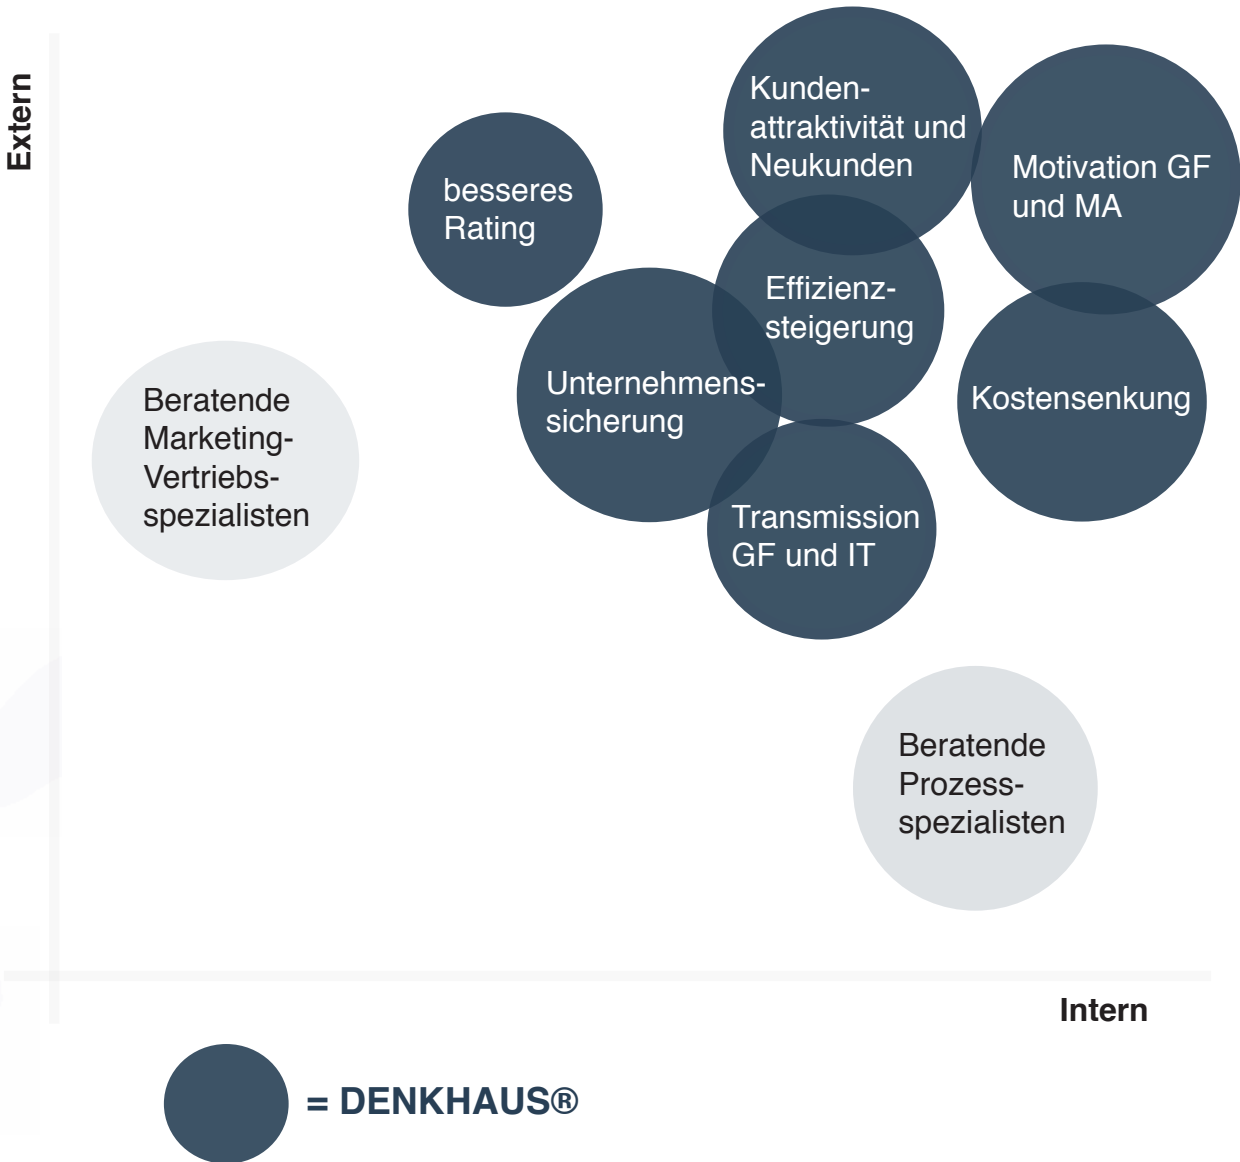 Extern
Kunden-
attraktivität und
Neukunden
Motivation GF
und MA
besseres
Rating
Effizienz-
steigerung
Unternehmens-
sicherung
Kostensenkung
Beratende
Marketing-
Vertriebs-
spezialisten
Transmission
GF und IT
Beratende
Prozess-
spezialisten
Intern
= DENKHAUS®